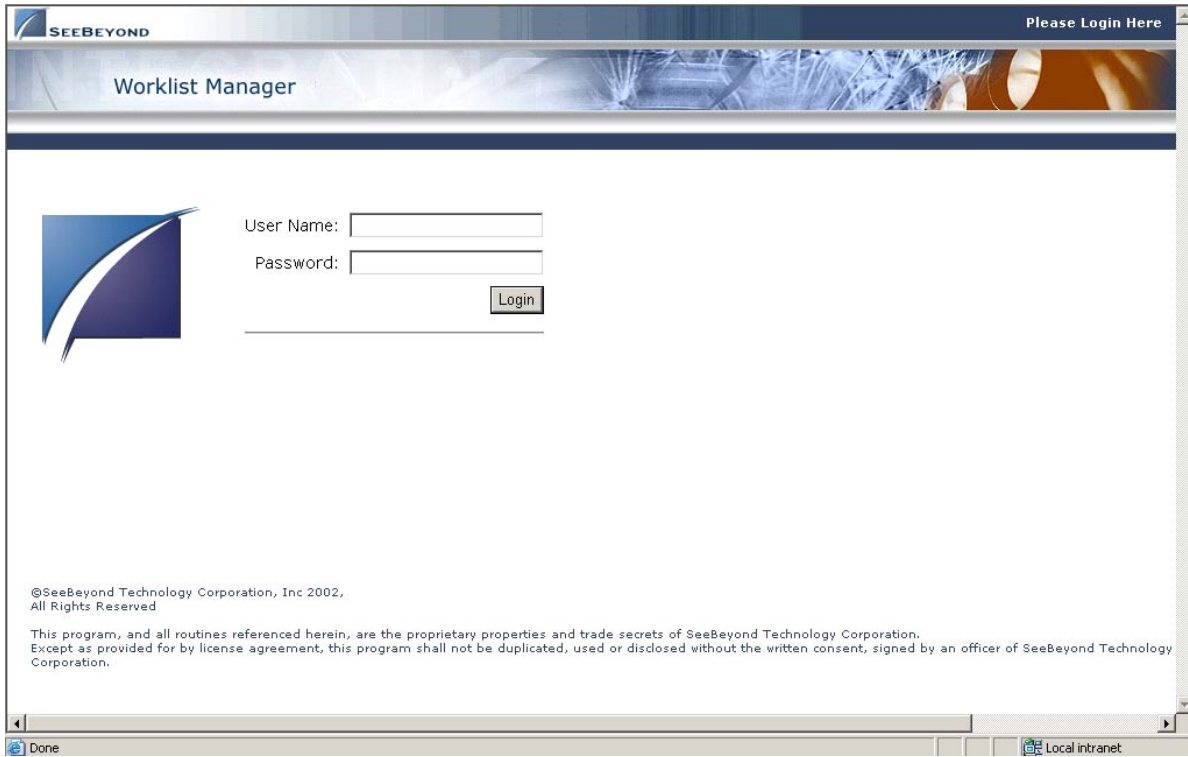 SEEBEYOND
Please Login Here
Worklist Manager
User Name:
Password:
Login
©SeeBeyond Technology Corporation, Inc 2002,
All Rights Reserved
This program, and all routines referenced herein, are the proprietary properties and trade secrets of SeeBeyond Technology Corporation.
Except as provided for by license agreement, this program shall not be duplicated, used or disclosed without the written consent, signed by an officer of SeeBeyond Technology
Corporation.
Done
Local intranet